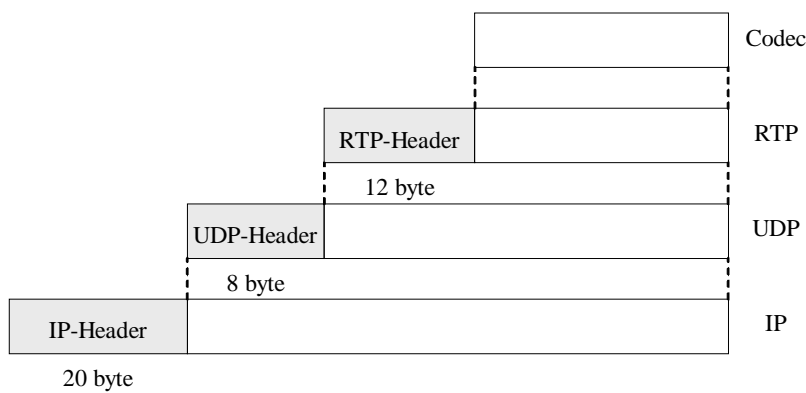 Codec
RTP-Header
RTP
12 byte
UDP-Header
UDP
8 byte
IP-Header
IP
20 byte